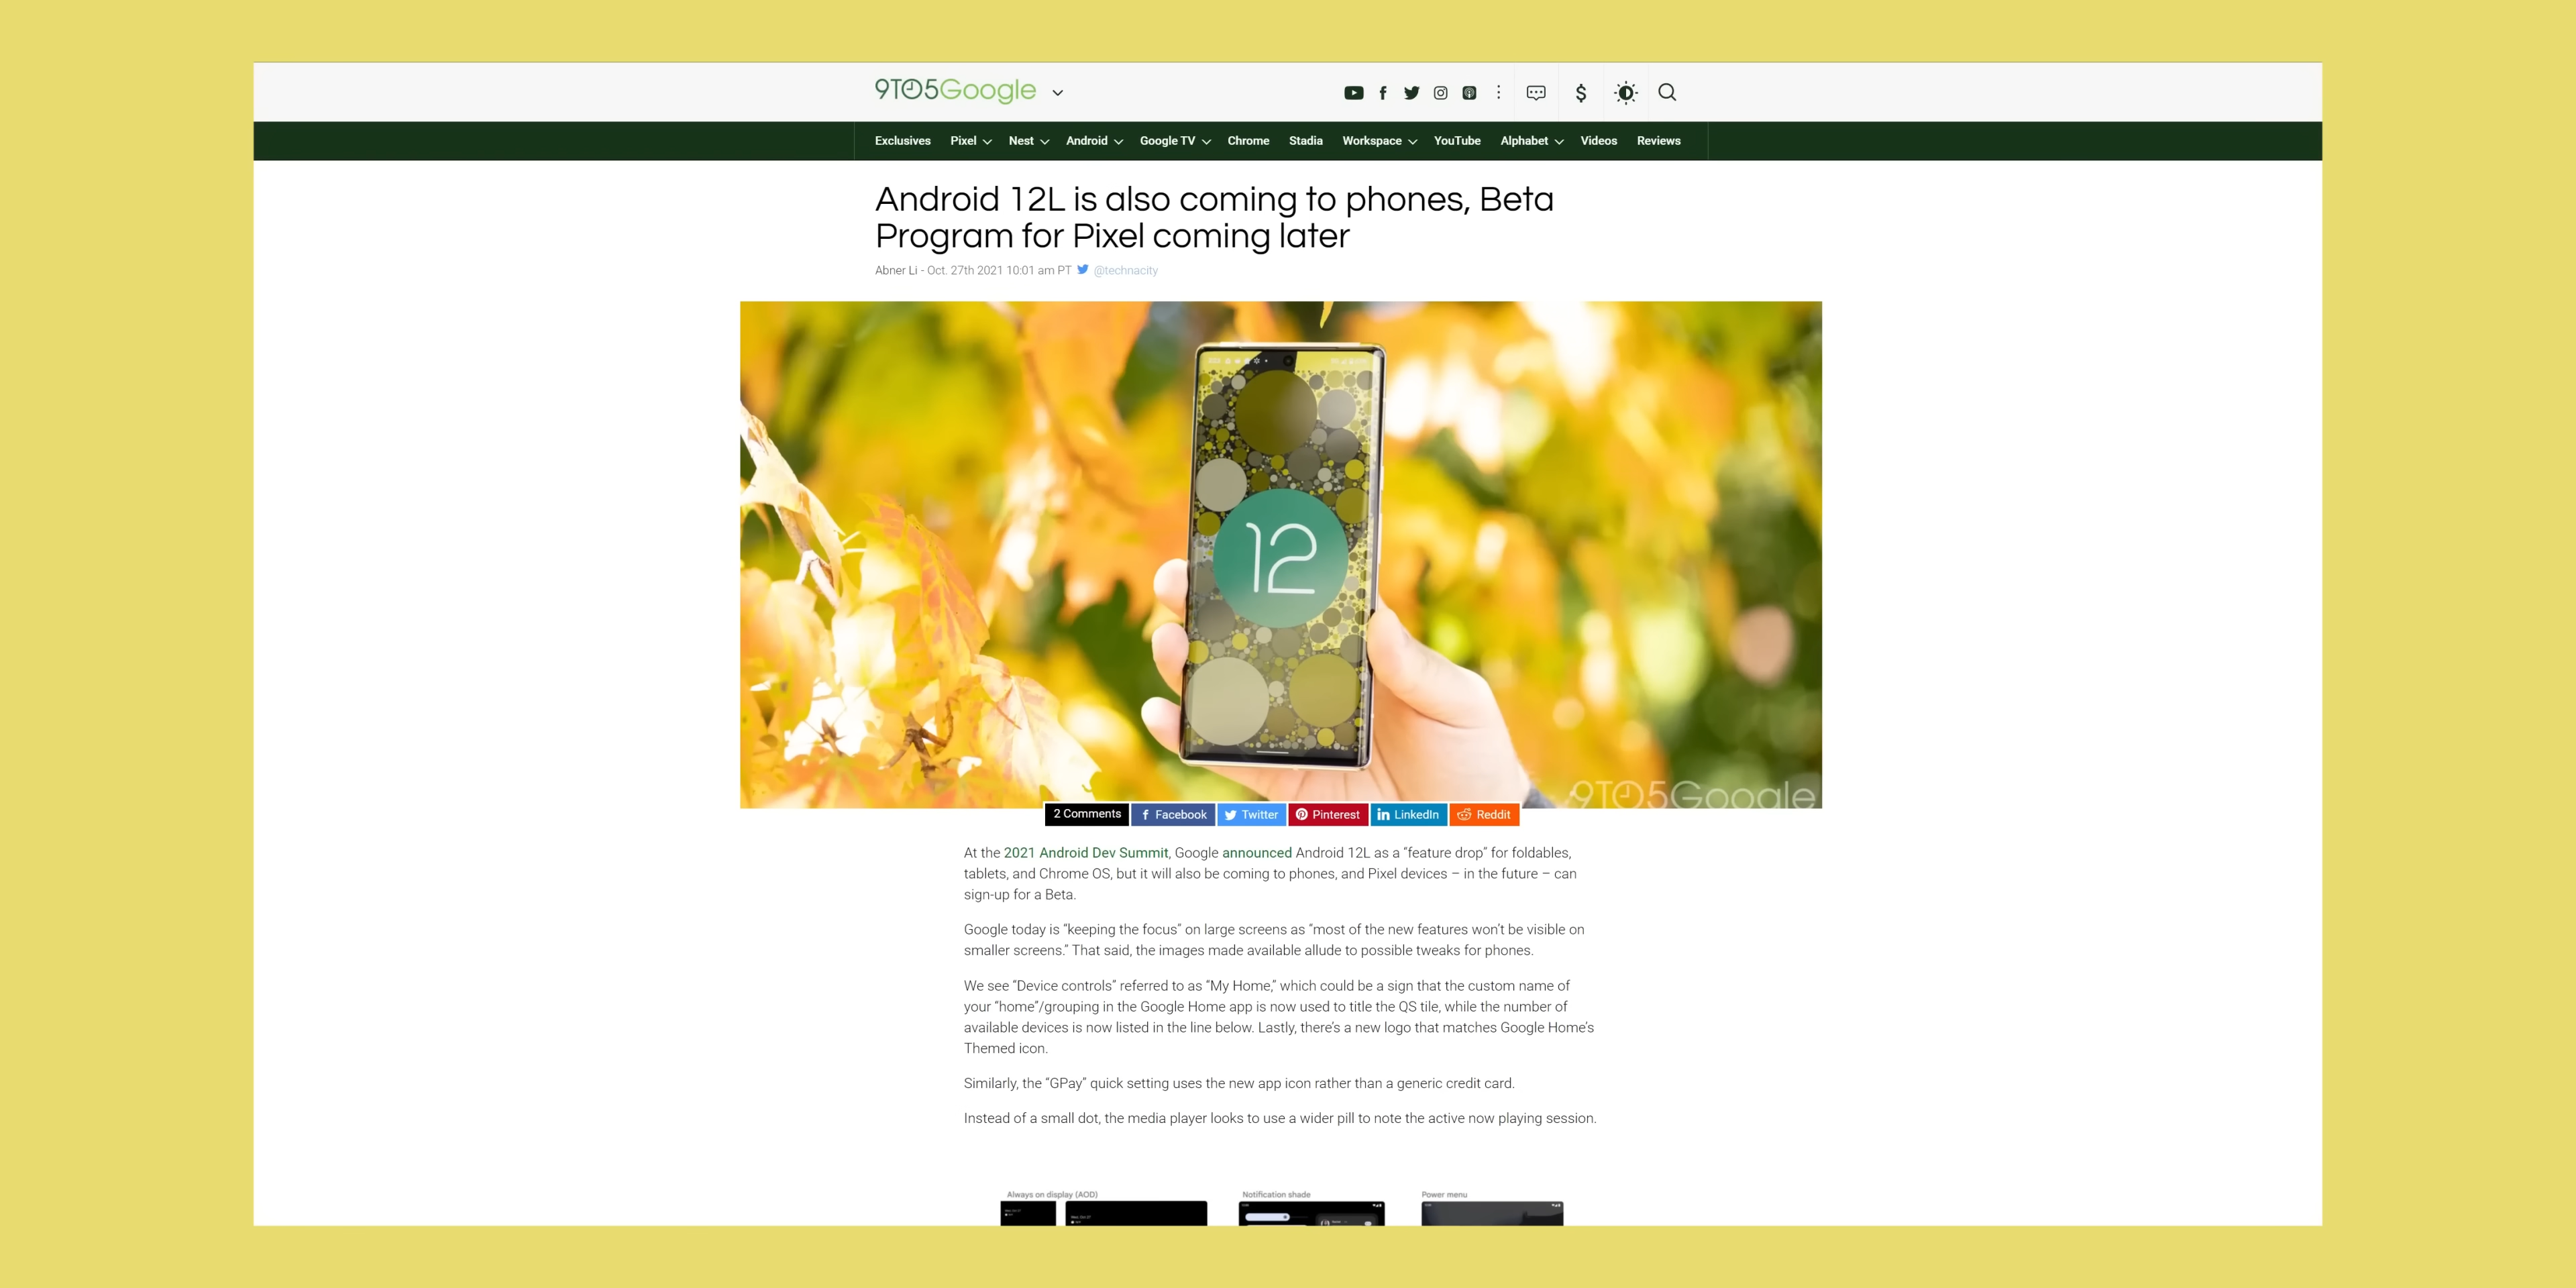 9TO5Google
Exclusives Pixel Nest Android Google TV Chrome Stadia Workspace YouTube Alphabet Videos Reviews
Android 12L is also coming to phones, Beta
Program for Pixel coming later
Abner Li - Oct. 27th 2021 10:01 am PT @technacity
12
9TO5Google
2 Comments Facebook Twitter Pinterest LinkedIn Reddit
At the 2021 Android Dev Summit, Google announced Android 12L as a “feature drop” for foldables,
tablets, and Chrome OS, but it will also be coming to phones, and Pixel devices – in the future – can
sign-up for a Beta.
Google today is “keeping the focus” on large screens as “most of the new features won’t be visible on
smaller screens.” That said, the images made available allude to possible tweaks for phones.
We see “Device controls” referred to as “My Home,” which could be a sign that the custom name of
your “home”/grouping in the Google Home app is now used to title the QS tile, while the number of
available devices is now listed in the line below. Lastly, there’s a new logo that matches Google Home’s
Themed icon.
Similarly, the “GPay” quick setting uses the new app icon rather than a generic credit card.
Instead of a small dot, the media player looks to use a wider pill to note the active now playing session.
Always on display (AOD) Notification shade Power menu